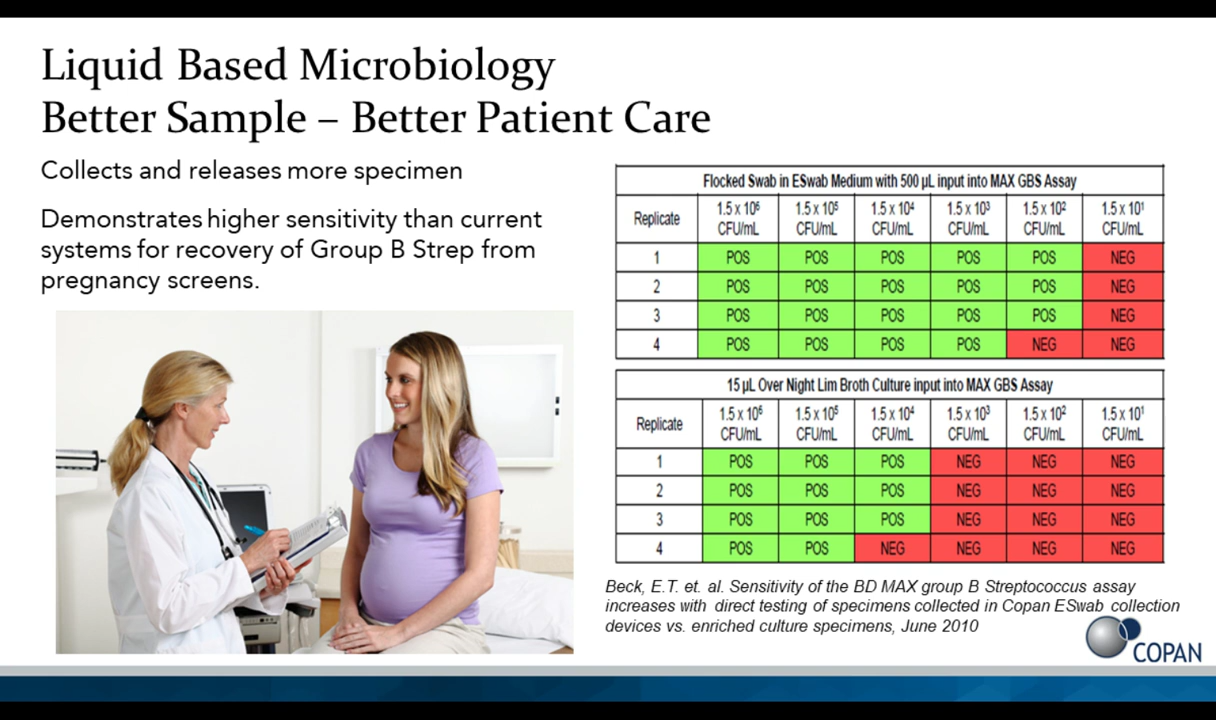 Liquid Based Microbiology
Better Sample – Better Patient Care
Collects and releases more specimen
Demonstrates higher sensitivity than current
systems for recovery of Group B Strep from
pregnancy screens.
Flocked Swab in ESwab Medium with 500 µL input into MAX GBS Assay
Replicate 1.5 x 10⁶ CFU/mL 1.5 x 10⁵ CFU/mL 1.5 x 10⁴ CFU/mL 1.5 x 10³ CFU/mL 1.5 x 10² CFU/mL 1.5 x 10¹ CFU/mL
1 POS POS POS POS POS NEG
2 POS POS POS POS POS NEG
3 POS POS POS POS POS NEG
4 POS POS POS POS NEG NEG
15 µL Over Night Lim Broth Culture input into MAX GBS Assay
Replicate 1.5 x 10⁶ CFU/mL 1.5 x 10⁵ CFU/mL 1.5 x 10⁴ CFU/mL 1.5 x 10³ CFU/mL 1.5 x 10² CFU/mL 1.5 x 10¹ CFU/mL
1 POS POS POS NEG NEG NEG
2 POS POS POS NEG NEG NEG
3 POS POS POS NEG NEG NEG
4 POS POS NEG NEG NEG NEG
Beck, E.T. et. al. Sensitivity of the BD MAX group B Streptococcus assay
increases with direct testing of specimens collected in Copan ESwab collection
devices vs. enriched culture specimens, June 2010
COPAN